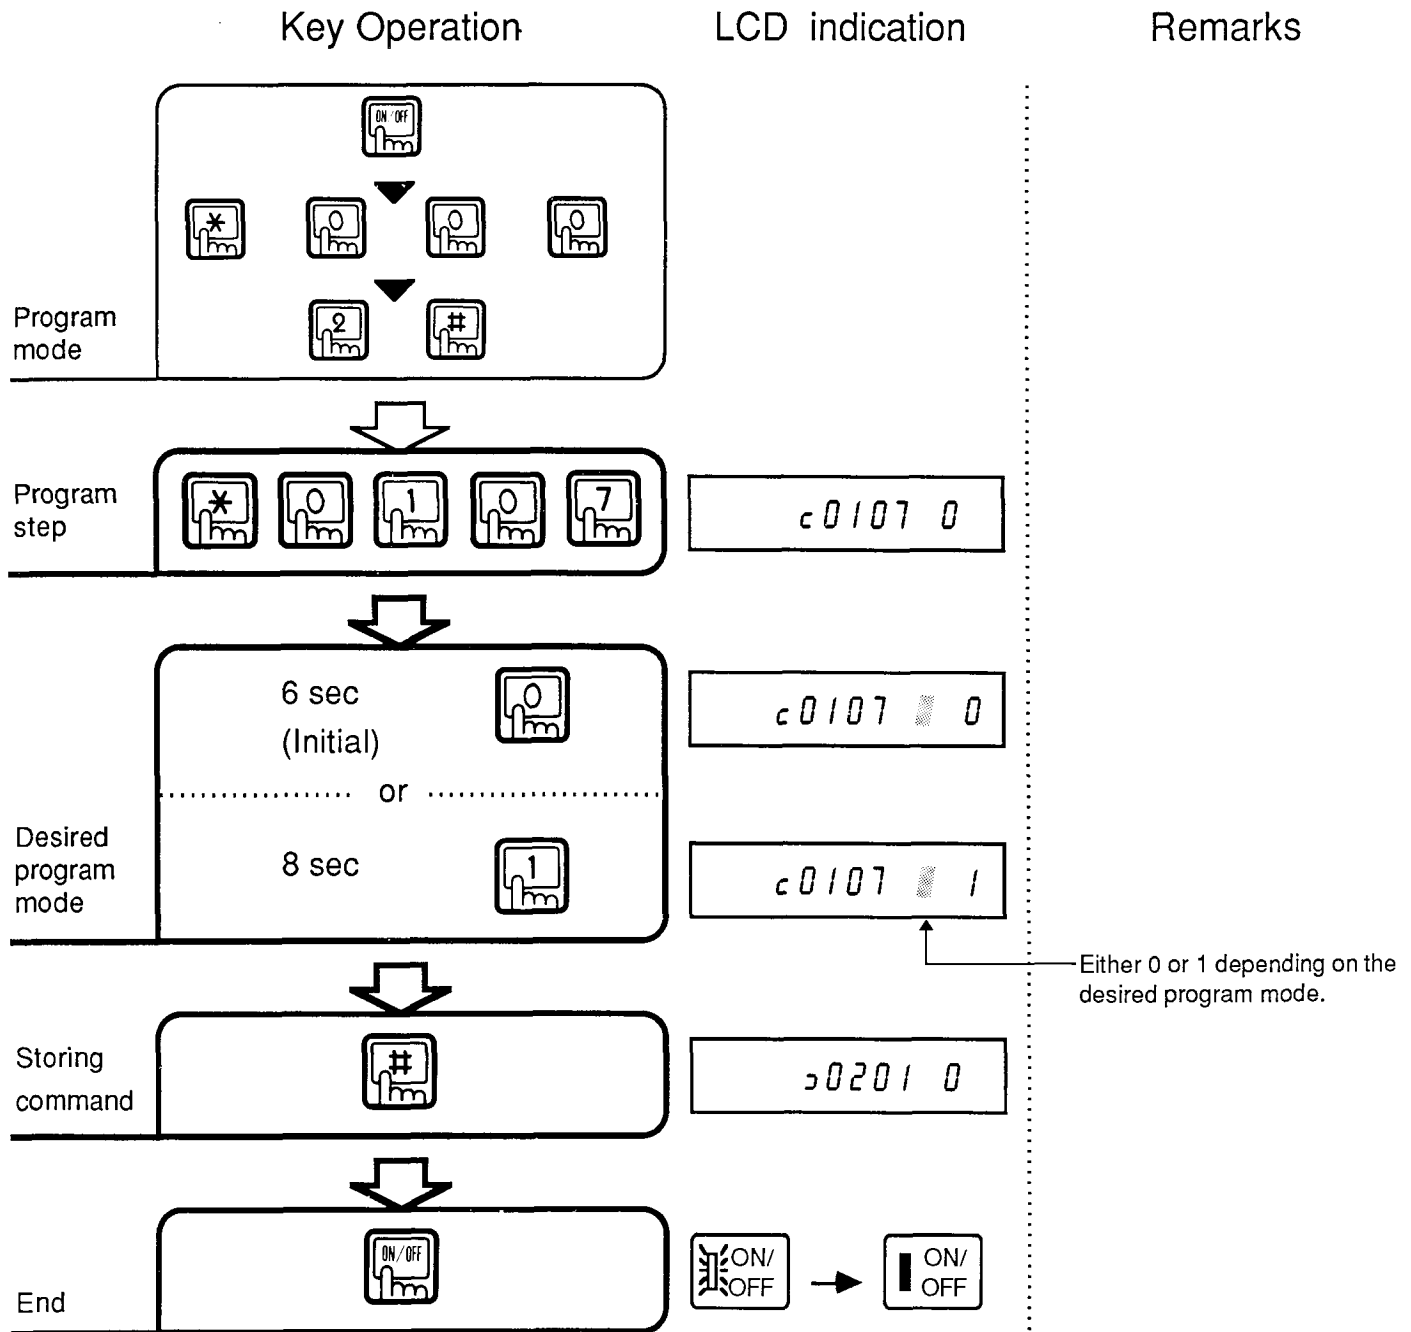 Key Operation LCD indication Remarks
ON/OFF
* 0 0 0
2 #
Program
mode
Program
step
* 0 1 0 7
c0107 0
6 sec
(Initial)
0
c0107 0
or
8 sec
1
c0107 1
Desired
program
mode
Either 0 or 1 depending on the
desired program mode.
Storing
command
#
ɔ0201 0
End
ON/OFF
ON/
OFF
ON/
OFF